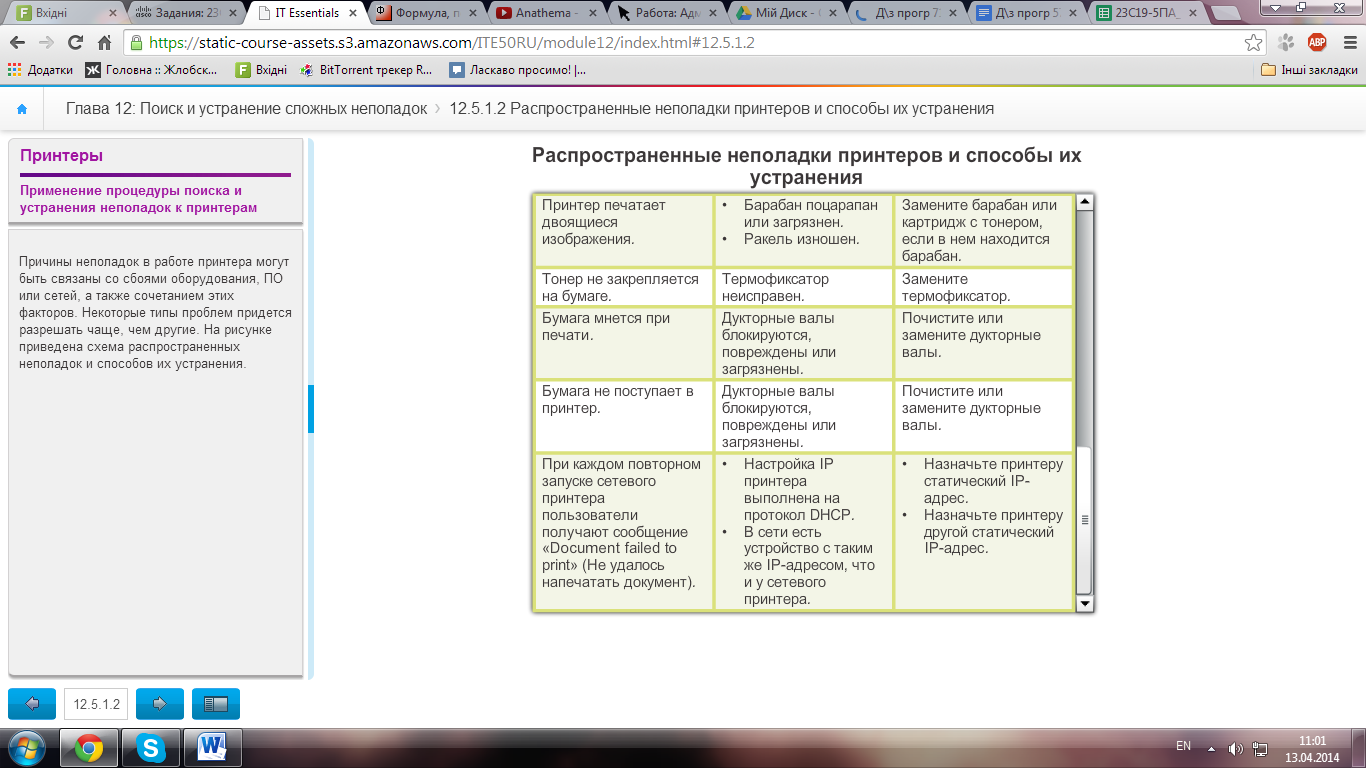 Вхідні
Задания: 23C
IT Essentials
Формула, п
Anathema -
Работа: Адм
Мій Диск - G
Д\з прогр 7
Д\з прогр 5
23С19-5ПА_
https://static-course-assets.s3.amazonaws.com/ITE50RU/module12/index.html#12.5.1.2
ABP
Додатки
Головна :: Жлобськ...
Вхідні
BitTorrent трекер R...
Ласкаво просимо! |...
Інші закладки
Глава 12: Поиск и устранение сложных неполадок
12.5.1.2 Распространенные неполадки принтеров и способы их устранения
Принтеры
Применение процедуры поиска и
устранения неполадок к принтерам
Причины неполадок в работе принтера могут
быть связаны со сбоями оборудования, ПО
или сетей, а также сочетанием этих
факторов. Некоторые типы проблем придется
разрешать чаще, чем другие. На рисунке
приведена схема распространенных
неполадок и способов их устранения.
Распространенные неполадки принтеров и способы их
устранения
Принтер печатает
двоящиеся
изображения.
• Барабан поцарапан
или загрязнен.
• Ракель изношен.
Замените барабан или
картридж с тонером,
если в нем находится
барабан.
Тонер не закрепляется
на бумаге.
Термофиксатор
неисправен.
Замените
термофиксатор.
Бумага мнется при
печати.
Дукторные валы
блокируются,
повреждены или
загрязнены.
Почистите или
замените дукторные
валы.
Бумага не поступает в
принтер.
Дукторные валы
блокируются,
повреждены или
загрязнены.
Почистите или
замените дукторные
валы.
При каждом повторном
запуске сетевого
принтера
пользователи
получают сообщение
«Document failed to
print» (Не удалось
напечатать документ).
• Настройка IP
принтера
выполнена на
протокол DHCP.
• В сети есть
устройство с таким
же IP-адресом, что
и у сетевого
принтера.
• Назначьте принтеру
статический IP-
адрес.
• Назначьте принтеру
другой статический
IP-адрес.
12.5.1.2
EN
11:01
13.04.2014